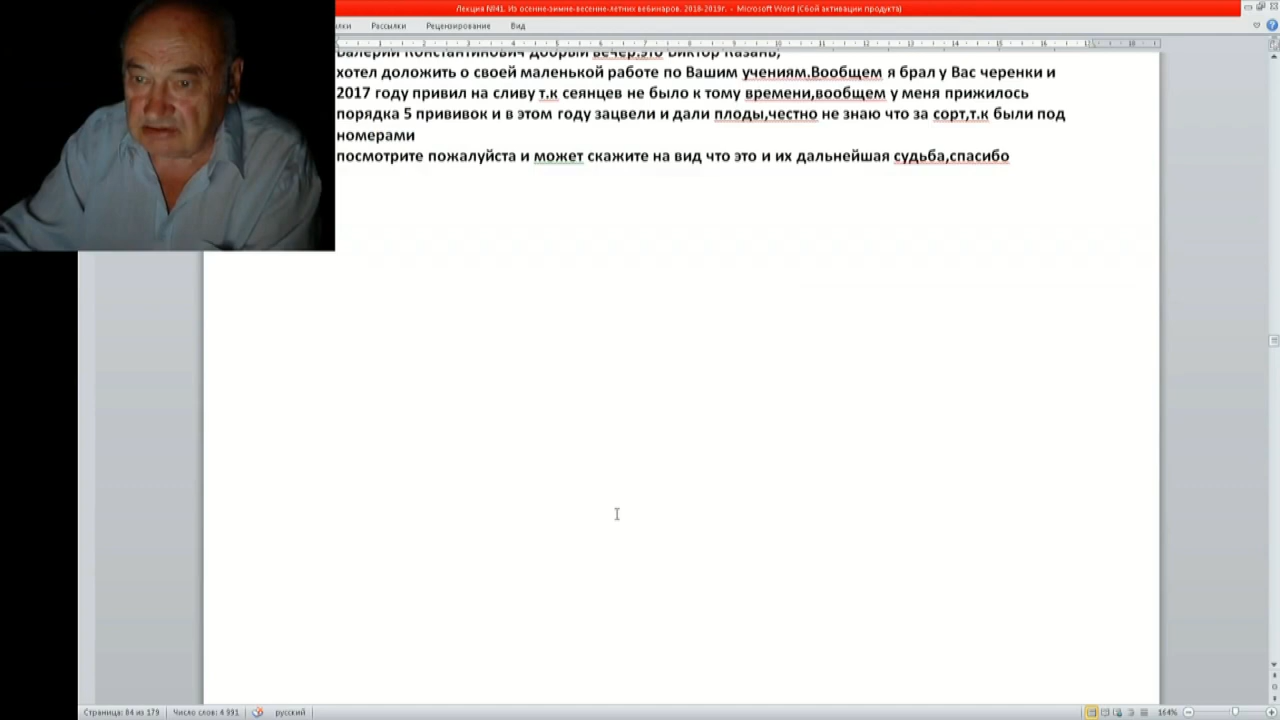 Лекция №41. Из осенне-зимне-весенне-летних вебинаров. 2018-2019г. - Microsoft Word (Сбой активации продукта)
Рассылки Рецензирование Вид
Валерий Константинович добрый вечер.это Виктор Казань,
хотел доложить о своей маленькой работе по Вашим учениям.Вообщем я брал у Вас черенки и
2017 году привил на сливу т.к сеянцев не было к тому времени,вообщем у меня прижилось
порядка 5 прививок и в этом году зацвели и дали плоды,честно не знаю что за сорт,т.к были под
номерами
посмотрите пожалуйста и может скажите на вид что это и их дальнейшая судьба,спасибо
Страница: 84 из 179 Число слов: 4 991 русский 164%